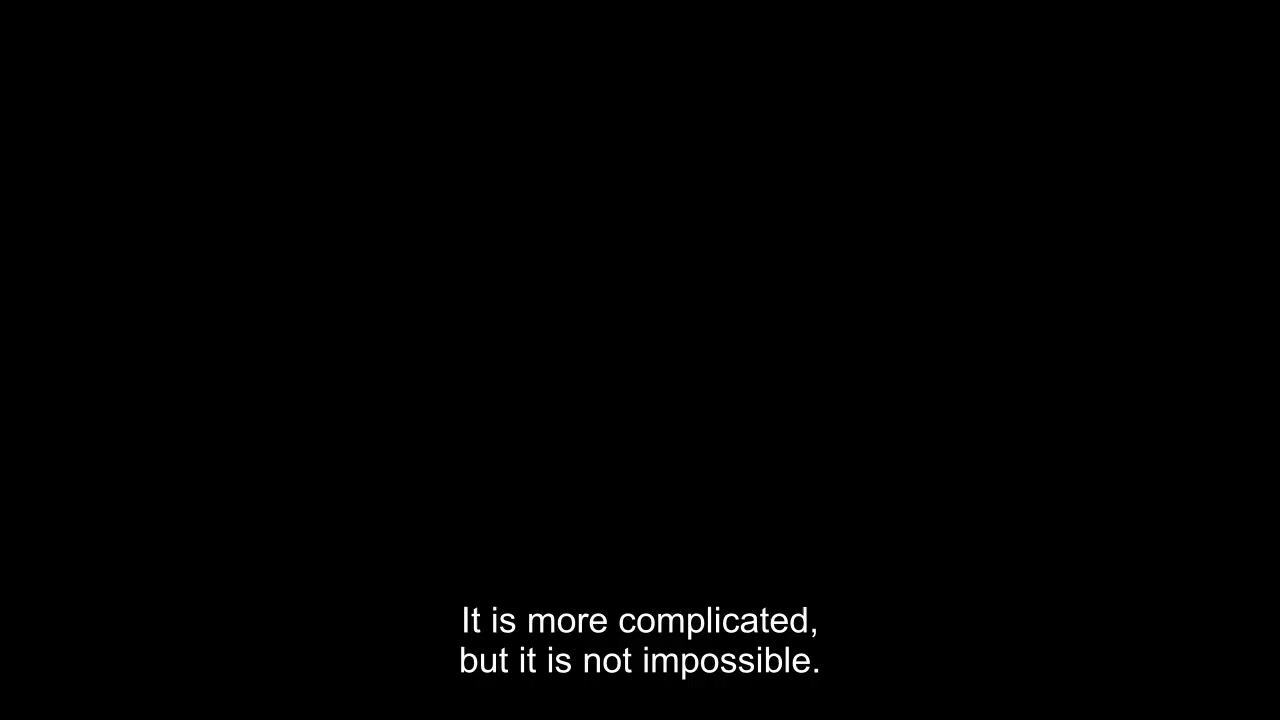 It is more complicated,
but it is not impossible.